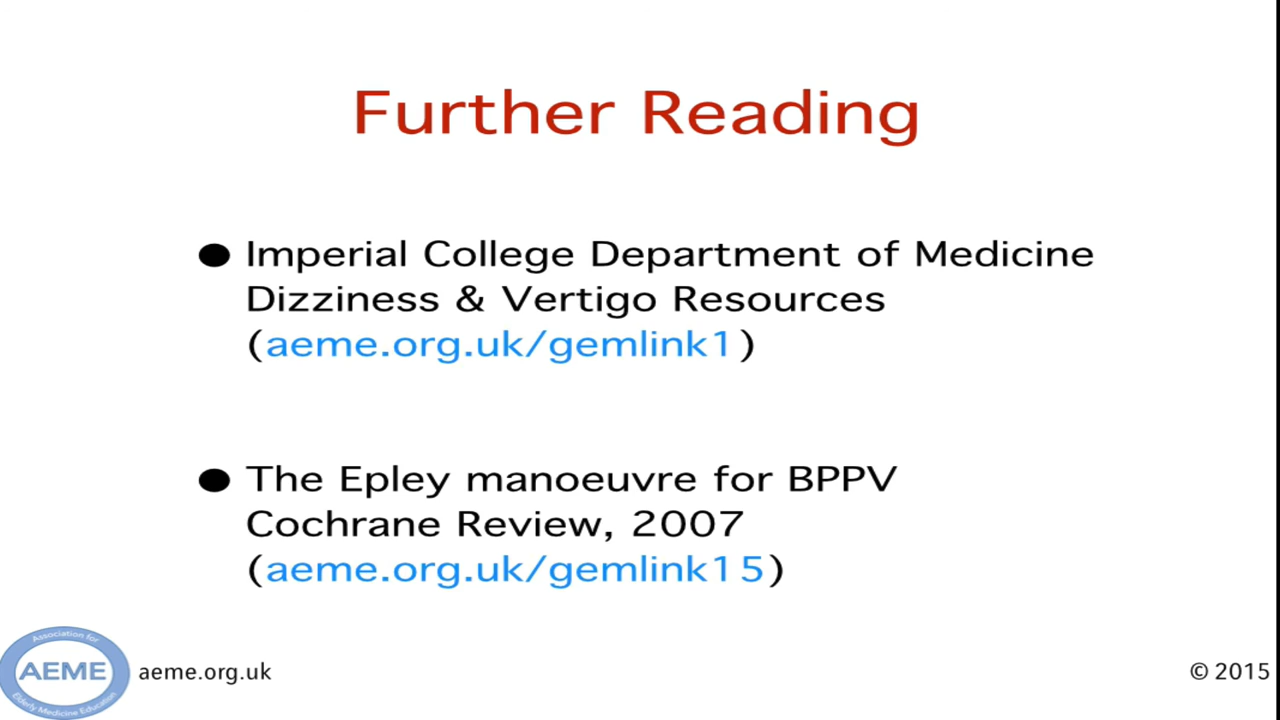 Further Reading
● Imperial College Department of Medicine
Dizziness & Vertigo Resources
(aeme.org.uk/gemlink1)
● The Epley manoeuvre for BPPV
Cochrane Review, 2007
(aeme.org.uk/gemlink15)
Association for
AEME
Elderly Medicine Education
aeme.org.uk
© 2015